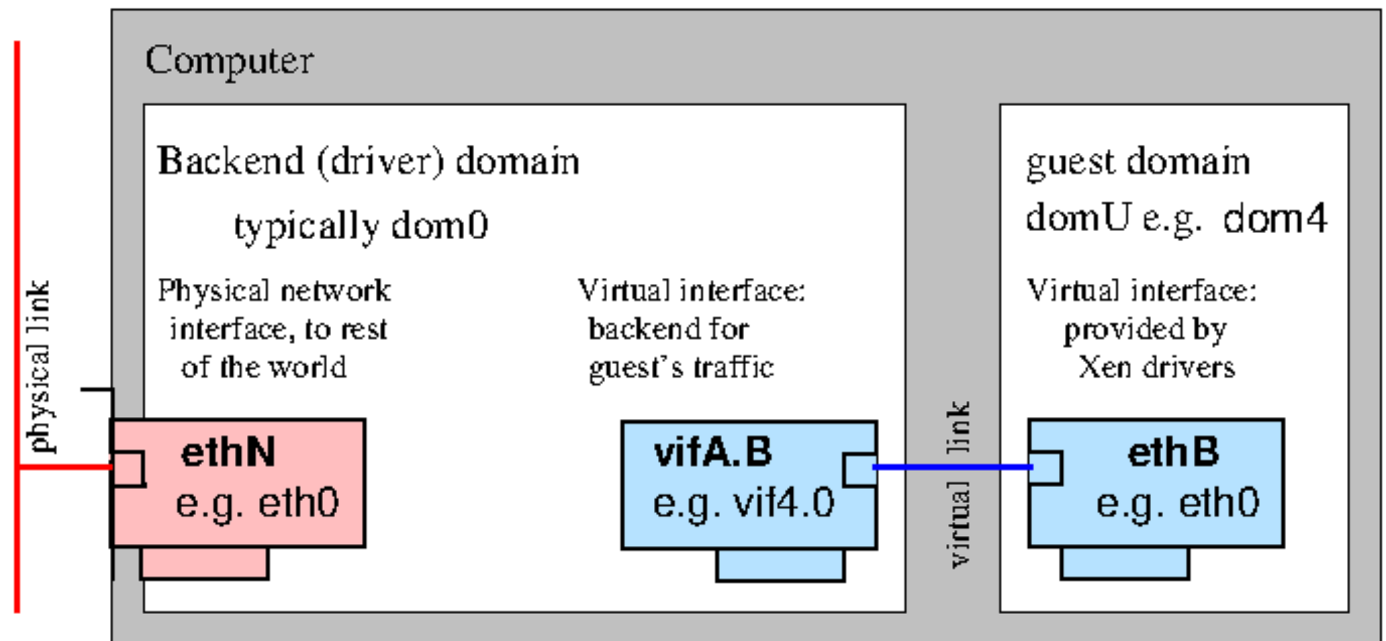 Computer
Backend (driver) domain
typically dom0
Physical network
interface, to rest
of the world
Virtual interface:
backend for
guest's traffic
guest domain
domU e.g. dom4
Virtual interface:
provided by
Xen drivers
physical link
ethN
e.g. eth0
vifA.B
e.g. vif4.0
virtual link
ethB
e.g. eth0